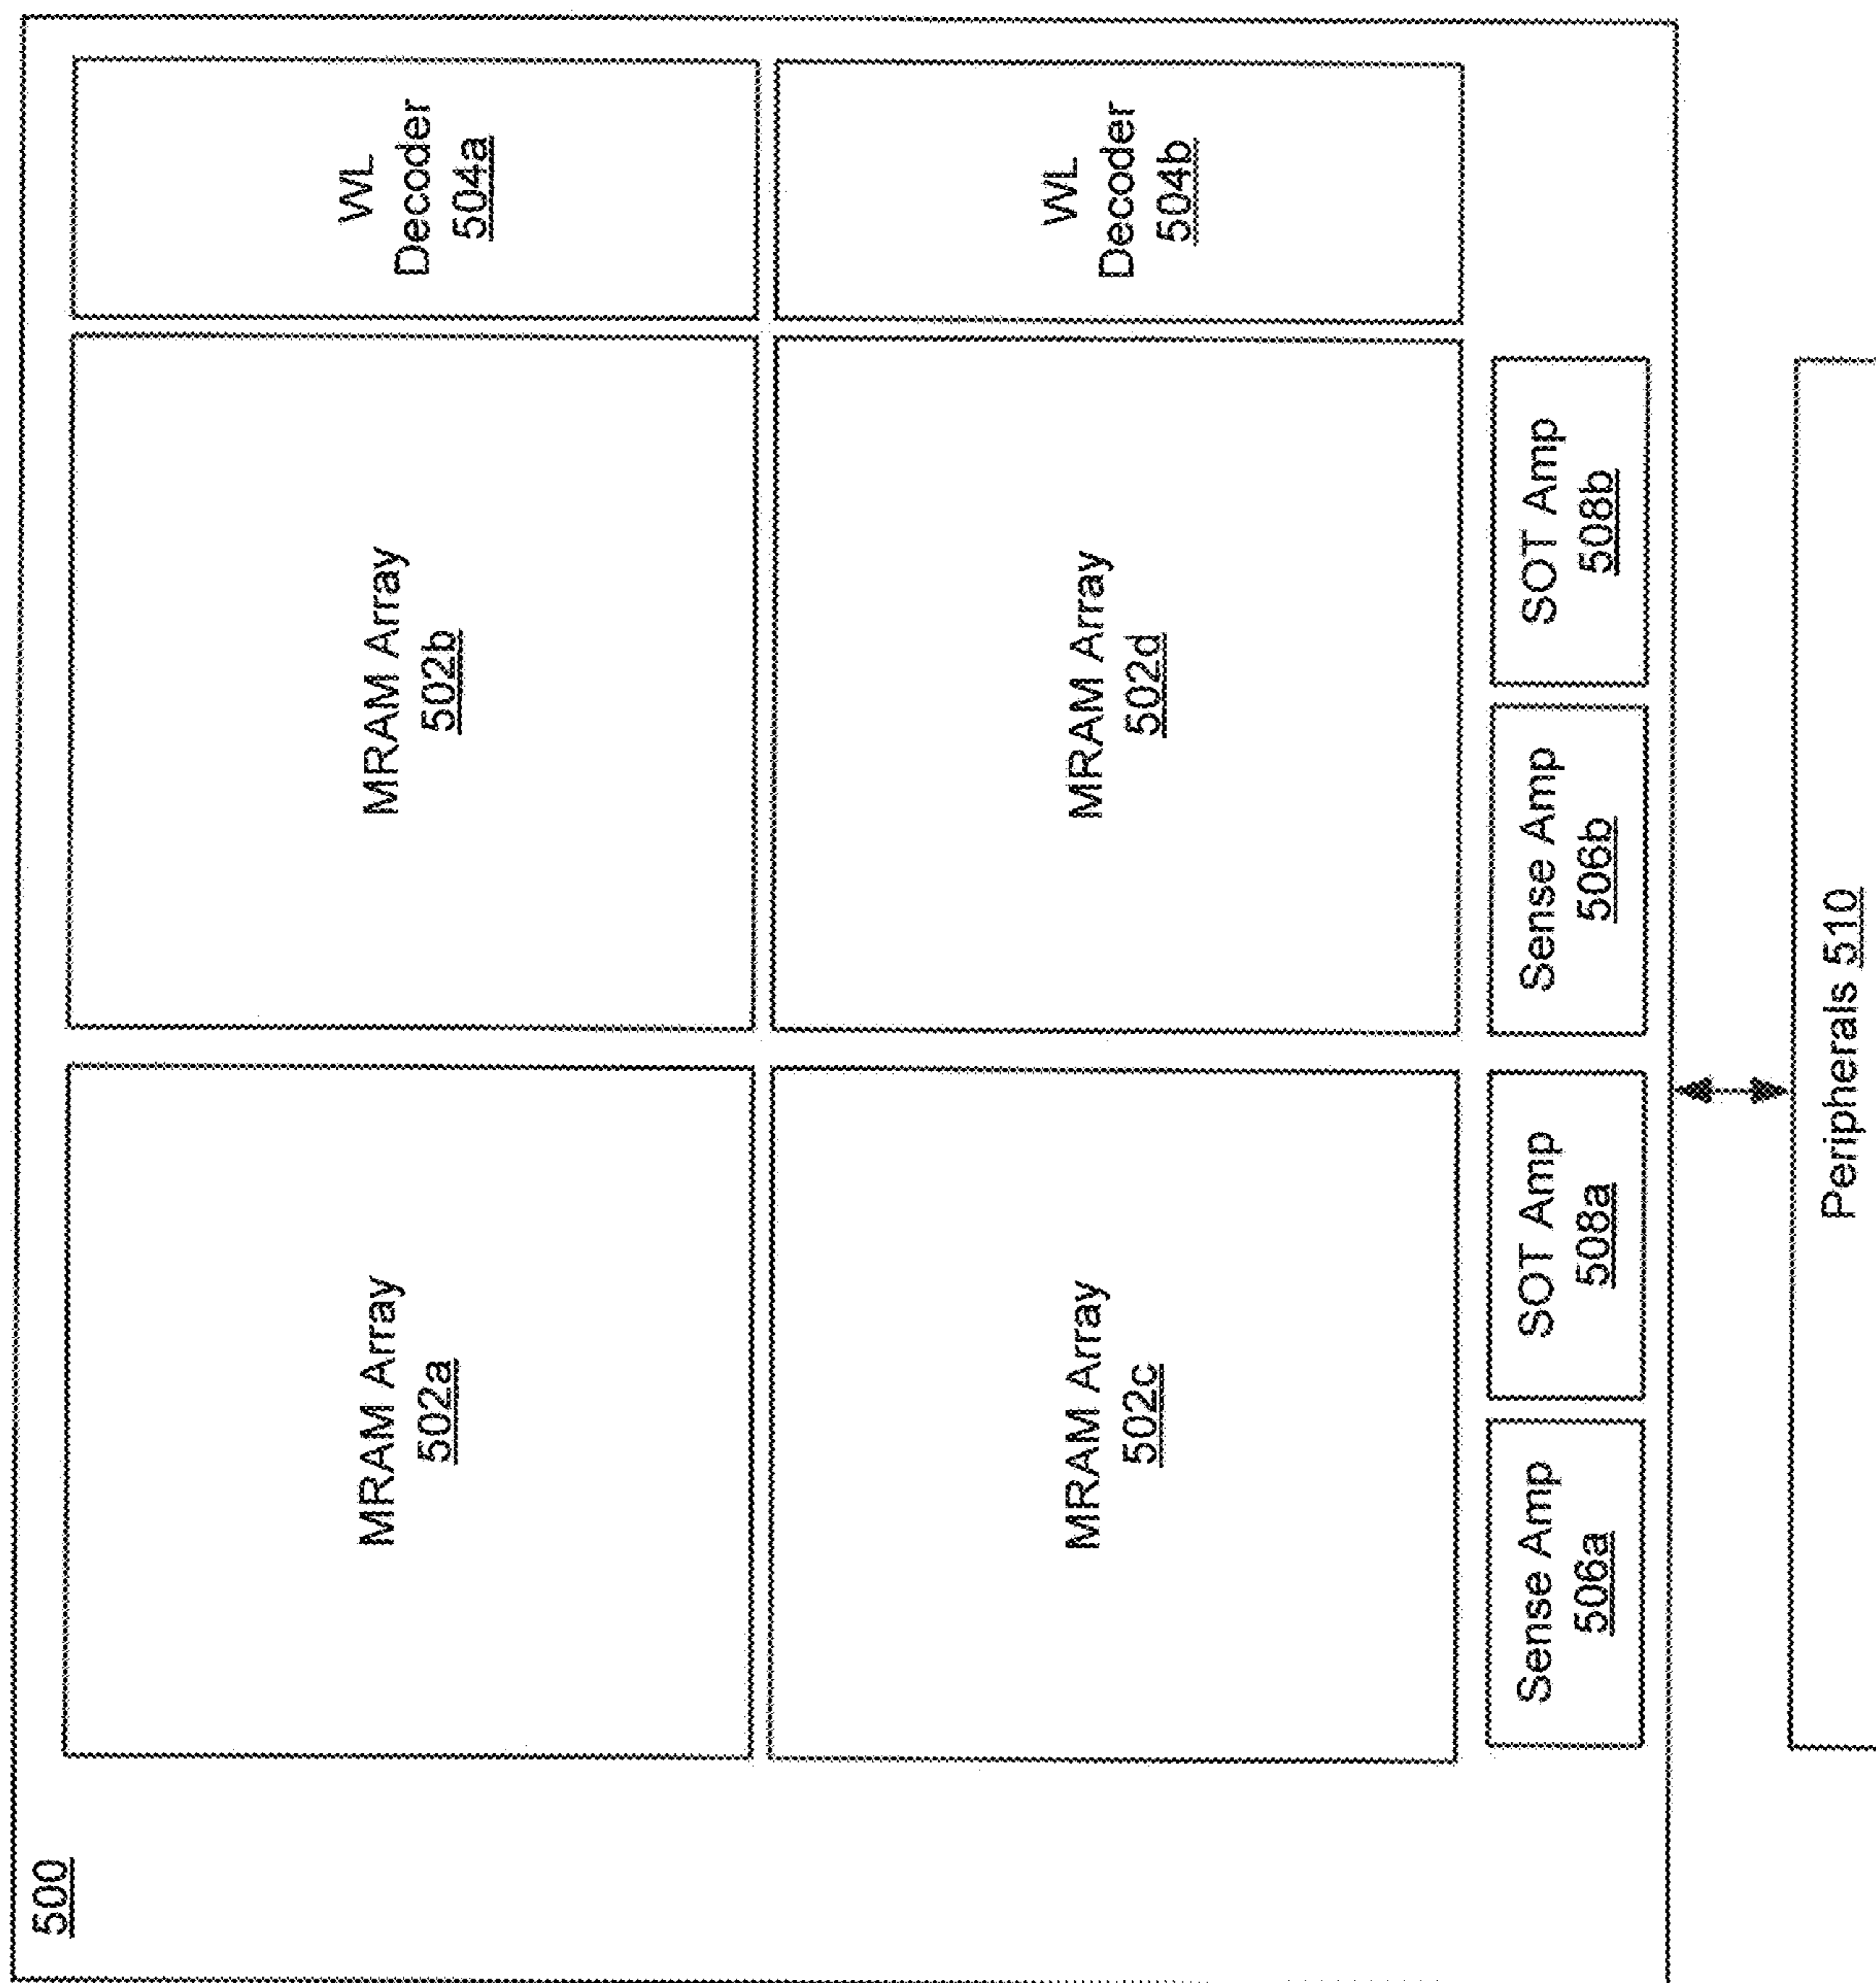 500
MRAM Array
502a
MRAM Array
502b
WL
Decoder
504a
MRAM Array
502c
MRAM Array
502d
WL
Decoder
504b
Sense Amp
506a
SOT Amp
508a
Sense Amp
506b
SOT Amp
508b
Peripherals 510